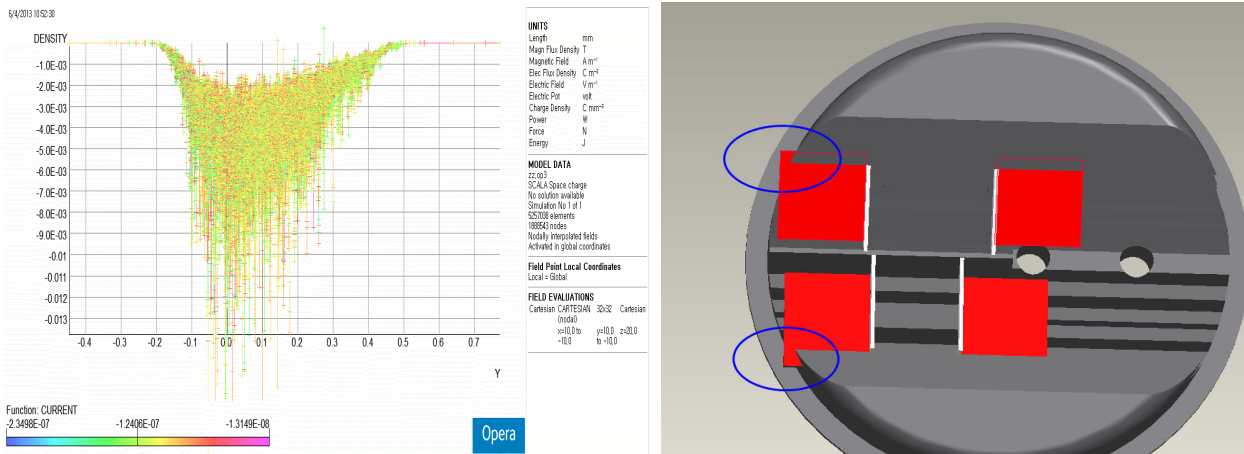 6/4/2013 10:52:30
DENSITY
-1.0E-03
-2.0E-03
-3.0E-03
-4.0E-03
-5.0E-03
-6.0E-03
-7.0E-03
-8.0E-03
-9.0E-03
-0.01
-0.011
-0.012
-0.013
-0.4 -0.3 -0.2 -0.1 0.0 0.1 0.2 0.3 0.4 0.5 0.6 0.7
Y
Function: CURRENT
-2.3498E-07 -1.2406E-07 -1.3149E-08
Opera
UNITS
Length mm
Magn Flux Density T
Magnetic Field A m⁻¹
Elec Flux Density C m⁻²
Electric Field V m⁻¹
Electric Pot volt
Charge Density C mm⁻³
Power W
Force N
Energy J
MODEL DATA
zz.op3
SCALA Space charge
No solution available
Simulation No 1 of 1
5257038 elements
1888543 nodes
Nodally interpolated fields
Activated in global coordinates
Field Point Local Coordinates
Local = Global
FIELD EVALUATIONS
Cartesian CARTESIAN 32x32 Cartesian
(nodal)
x=10.0 to y=10.0 z=20.0
-10.0 to -10.0